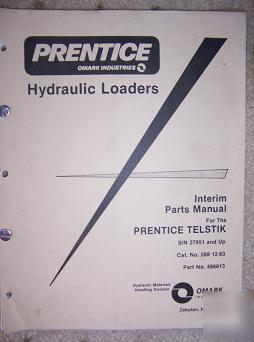 PRENTICE
OMARK INDUSTRIES
Hydraulic Loaders
Interim
Parts Manual
For The
PRENTICE TELSTIK
S/N 27951 and Up
Cat. No. 269 12-83
Part No. 498613
Hydraulic Materials
Handling Division
OMARK
Zebulon,